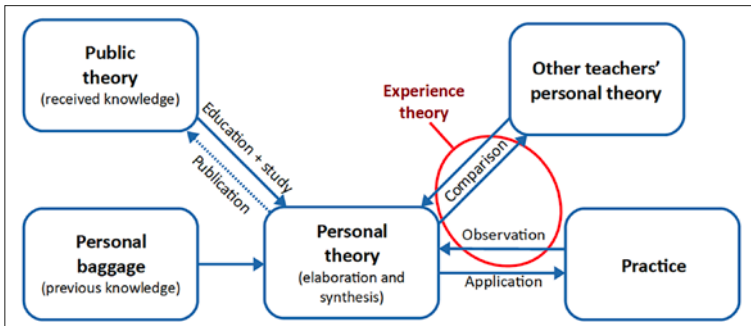 Public
theory
(received knowledge)
Other teachers’
personal theory
Experience
theory
Education + study
Publication
Comparison
Personal
baggage
(previous knowledge)
Personal
theory
(elaboration and
synthesis)
Observation
Application
Practice